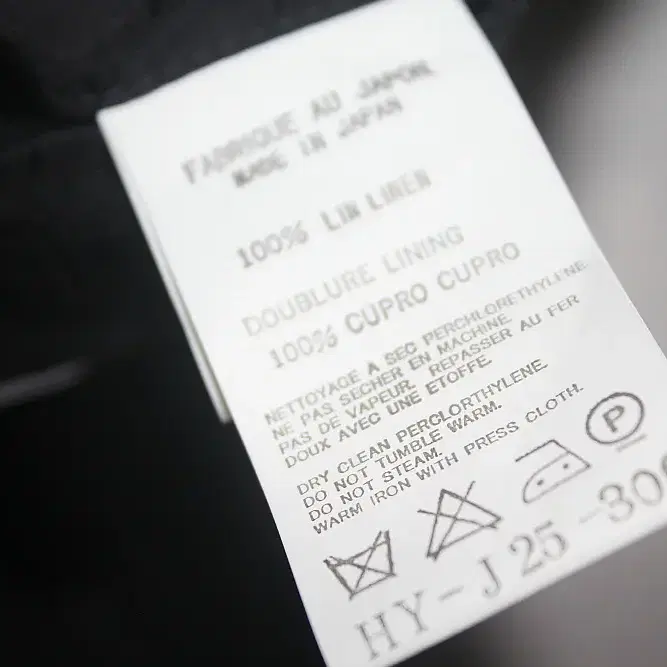 FABRIQUE AU JAPON.
MADE IN JAPAN
100% LIN LINEN
DOUBLURE LINING
100% CUPRO CUPRO
NETTOYAGE A SEC PERCHLORETHYLENE.
NE PAS SECHER EN MACHINE.
PAS DE VAPEUR. REPASSER AU FER
DOUX AVEC UNE ETOFFE.
DRY CLEAN PERCLORTHYLENE.
DO NOT TUMBLE WARM.
DO NOT STEAM.
WARM IRON WITH PRESS CLOTH.
P
HY-J25-30